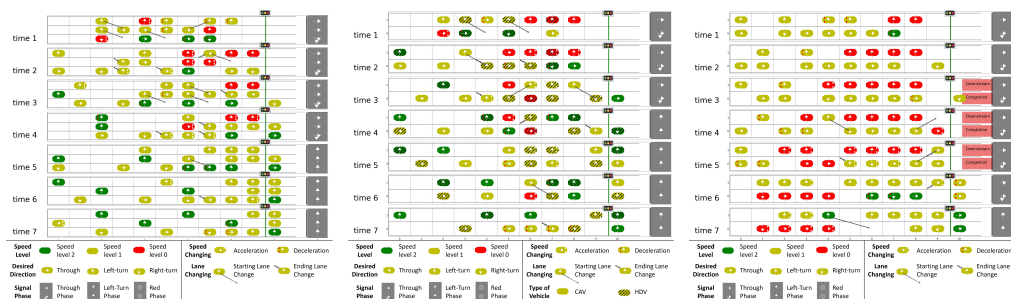 time 1
time 2
time 3
time 4
time 5
time 6
time 7
Speed Level
Speed level 2
Speed level 1
Speed level 0
Speed Changing
Acceleration
Deceleration
Desired Direction
Through
Left-turn
Right-turn
Lane Changing
Starting Lane Change
Ending Lane Change
Signal Phase
Through Phase
Left-Turn Phase
Red Phase
time 1
time 2
time 3
time 4
time 5
time 6
time 7
Speed Level
Speed level 2
Speed level 1
Speed level 0
Speed Changing
Acceleration
Deceleration
Desired Direction
Through
Left-turn
Right-turn
Lane Changing
Starting Lane Change
Ending Lane Change
Signal Phase
Through Phase
Left-Turn Phase
Red Phase
Type of Vehicle
CAV
HDV
time 1
time 2
time 3
Downstream
Congestion
time 4
Downstream
Congestion
time 5
Downstream
Congestion
time 6
time 7
Speed Level
Speed level 2
Speed level 1
Speed level 0
Speed Changing
Acceleration
Deceleration
Desired Direction
Through
Left-turn
Right-turn
Lane Changing
Starting Lane Change
Ending Lane Change
Signal Phase
Through Phase
Left-Turn Phase
Red Phase